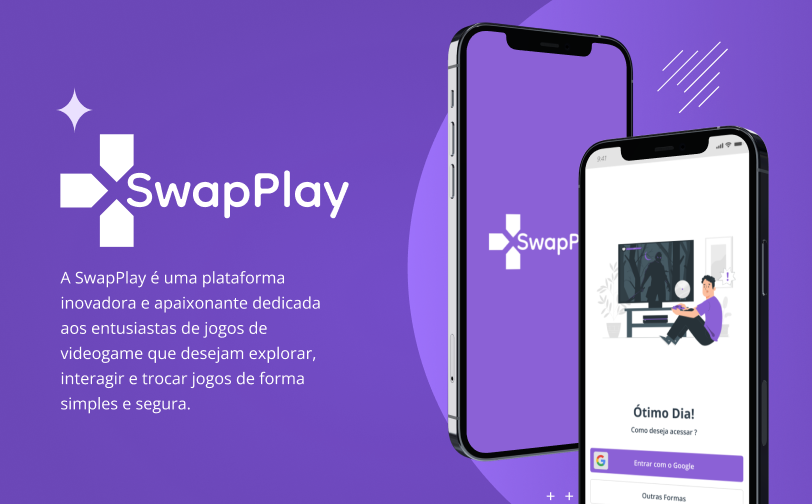 SwapPlay
A SwapPlay é uma plataforma
inovadora e apaixonante dedicada
aos entusiastas de jogos de
videogame que desejam explorar,
interagir e trocar jogos de forma
simples e segura.
SwapP
9:41
Ótimo Dia!
Como deseja acessar ?
Entrar com o Google
Outras Formas